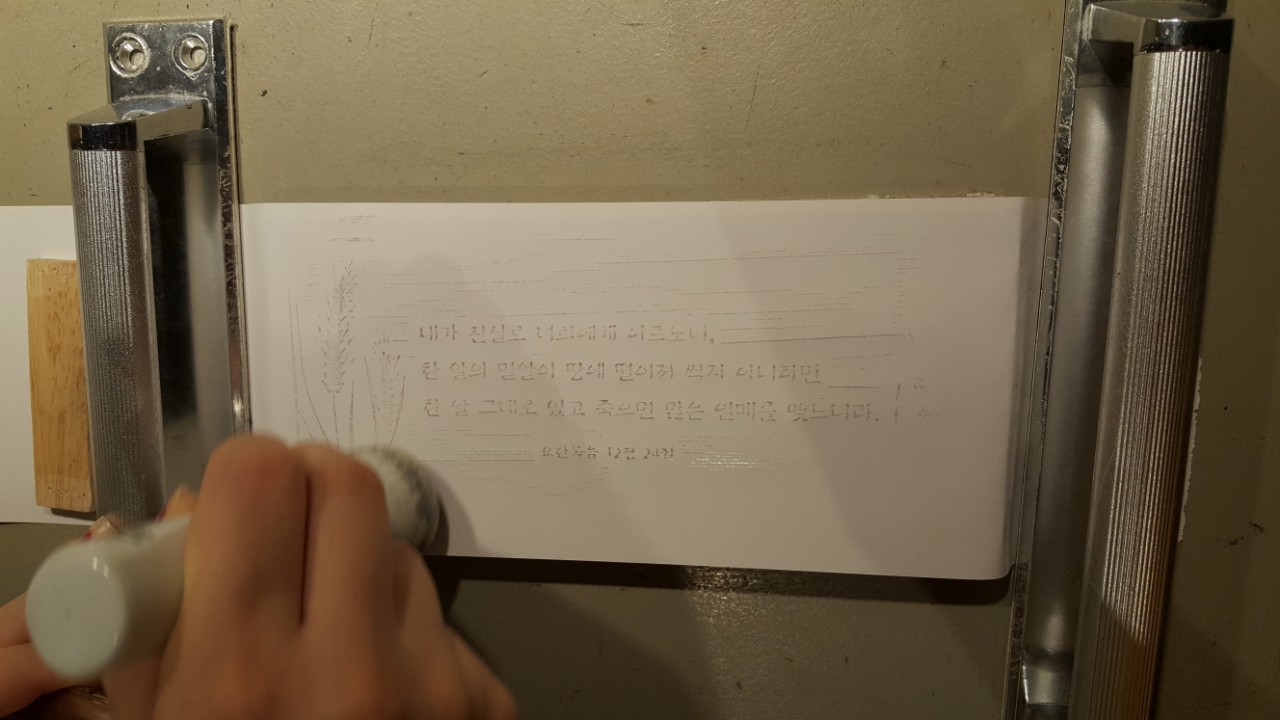 내가 진실로 너희에게 이르노니,
한 알의 밀알이 땅에 떨어져 썩지 아니하면
한 알 그대로 있고 죽으면 많은 열매를 맺느니라.
요한복음 12장 24절